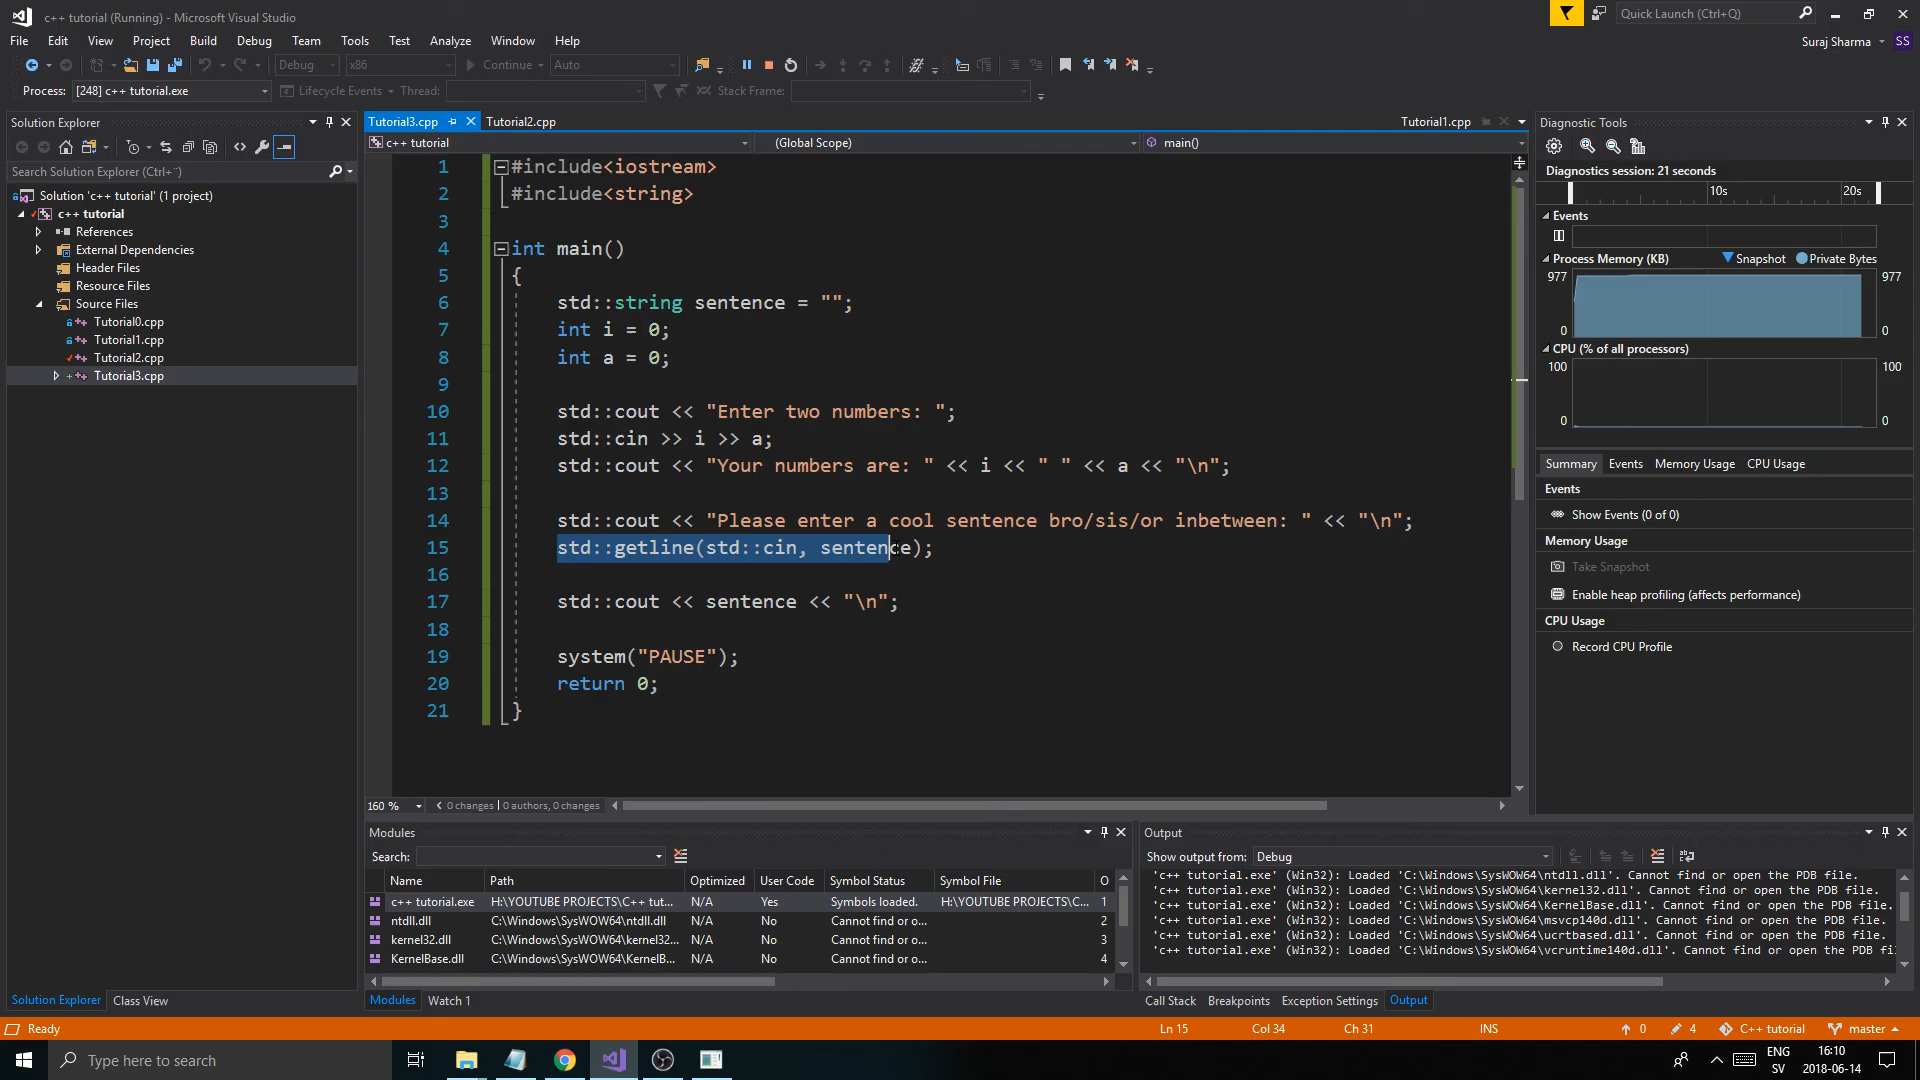 c++ tutorial (Running) - Microsoft Visual Studio
Quick Launch (Ctrl+Q)
File Edit View Project Build Debug Team Tools Test Analyze Window Help
Suraj Sharma SS
Debug x86 Continue Auto
Process: [248] c++ tutorial.exe Lifecycle Events Thread: Stack Frame:
Solution Explorer
Search Solution Explorer (Ctrl+¨)
Solution 'c++ tutorial' (1 project)
c++ tutorial
References
External Dependencies
Header Files
Resource Files
Source Files
Tutorial0.cpp
Tutorial1.cpp
Tutorial2.cpp
Tutorial3.cpp
Solution Explorer Class View
Tutorial3.cpp Tutorial2.cpp Tutorial1.cpp
c++ tutorial (Global Scope) main()
1 #include<iostream>
2 #include<string>
3
4 int main()
5 {
6 std::string sentence = "";
7 int i = 0;
8 int a = 0;
9
10 std::cout << "Enter two numbers: ";
11 std::cin >> i >> a;
12 std::cout << "Your numbers are: " << i << " " << a << "\n";
13
14 std::cout << "Please enter a cool sentence bro/sis/or inbetween: " << "\n";
15 std::getline(std::cin, sentence);
16
17 std::cout << sentence << "\n";
18
19 system("PAUSE");
20 return 0;
21 }
160 % 0 changes | 0 authors, 0 changes
Diagnostic Tools
Diagnostics session: 21 seconds
10s 20s
Events
Process Memory (KB) Snapshot Private Bytes
977 977
0 0
CPU (% of all processors)
100 100
0 0
Summary Events Memory Usage CPU Usage
Events
Show Events (0 of 0)
Memory Usage
Take Snapshot
Enable heap profiling (affects performance)
CPU Usage
Record CPU Profile
Modules
Search:
Name Path Optimized User Code Symbol Status Symbol File O
c++ tutorial.exe H:\YOUTUBE PROJECTS\C++ tut... N/A Yes Symbols loaded. H:\YOUTUBE PROJECTS\C... 1
ntdll.dll C:\Windows\SysWOW64\ntdll.dll N/A No Cannot find or o... 2
kernel32.dll C:\Windows\SysWOW64\kernel32... N/A No Cannot find or o... 3
KernelBase.dll C:\Windows\SysWOW64\KernelB... N/A No Cannot find or o... 4
Modules Watch 1
Output
Show output from: Debug
'c++ tutorial.exe' (Win32): Loaded 'C:\Windows\SysWOW64\ntdll.dll'. Cannot find or open the PDB file.
'c++ tutorial.exe' (Win32): Loaded 'C:\Windows\SysWOW64\kernel32.dll'. Cannot find or open the PDB file.
'c++ tutorial.exe' (Win32): Loaded 'C:\Windows\SysWOW64\KernelBase.dll'. Cannot find or open the PDB file.
'c++ tutorial.exe' (Win32): Loaded 'C:\Windows\SysWOW64\msvcp140d.dll'. Cannot find or open the PDB file.
'c++ tutorial.exe' (Win32): Loaded 'C:\Windows\SysWOW64\ucrtbased.dll'. Cannot find or open the PDB file.
'c++ tutorial.exe' (Win32): Loaded 'C:\Windows\SysWOW64\vcruntime140d.dll'. Cannot find or open the PDB fil
Call Stack Breakpoints Exception Settings Output
Ready Ln 15 Col 34 Ch 31 INS 0 4 C++ tutorial master
Type here to search
ENG 16:10
SV 2018-06-14